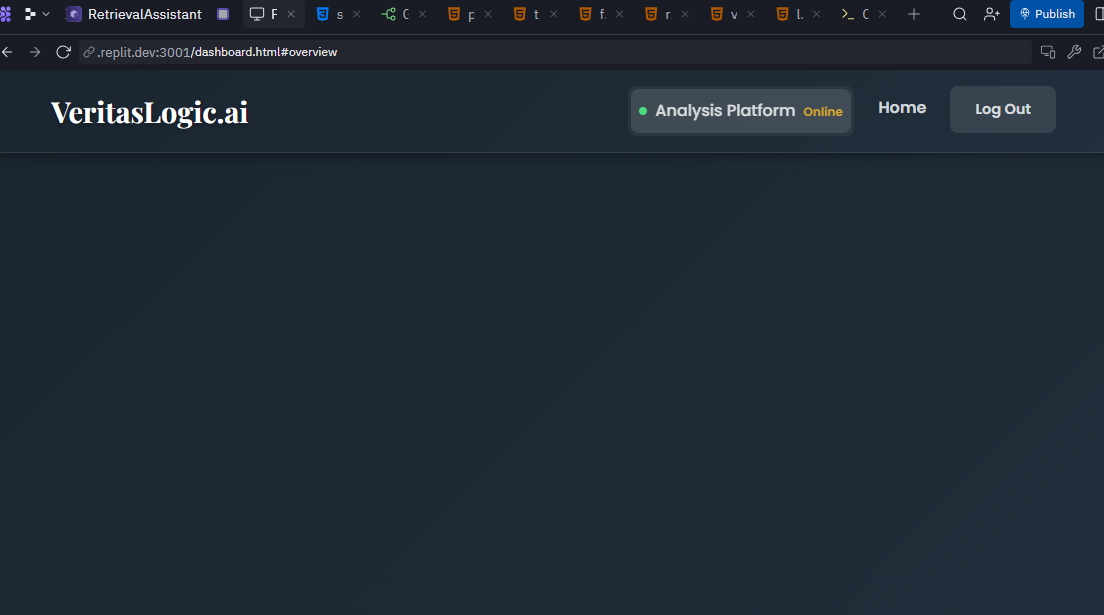 RetrievalAssistant
Publish
.replit.dev:3001/dashboard.html#overview
VeritasLogic.ai
Analysis Platform Online
Home
Log Out